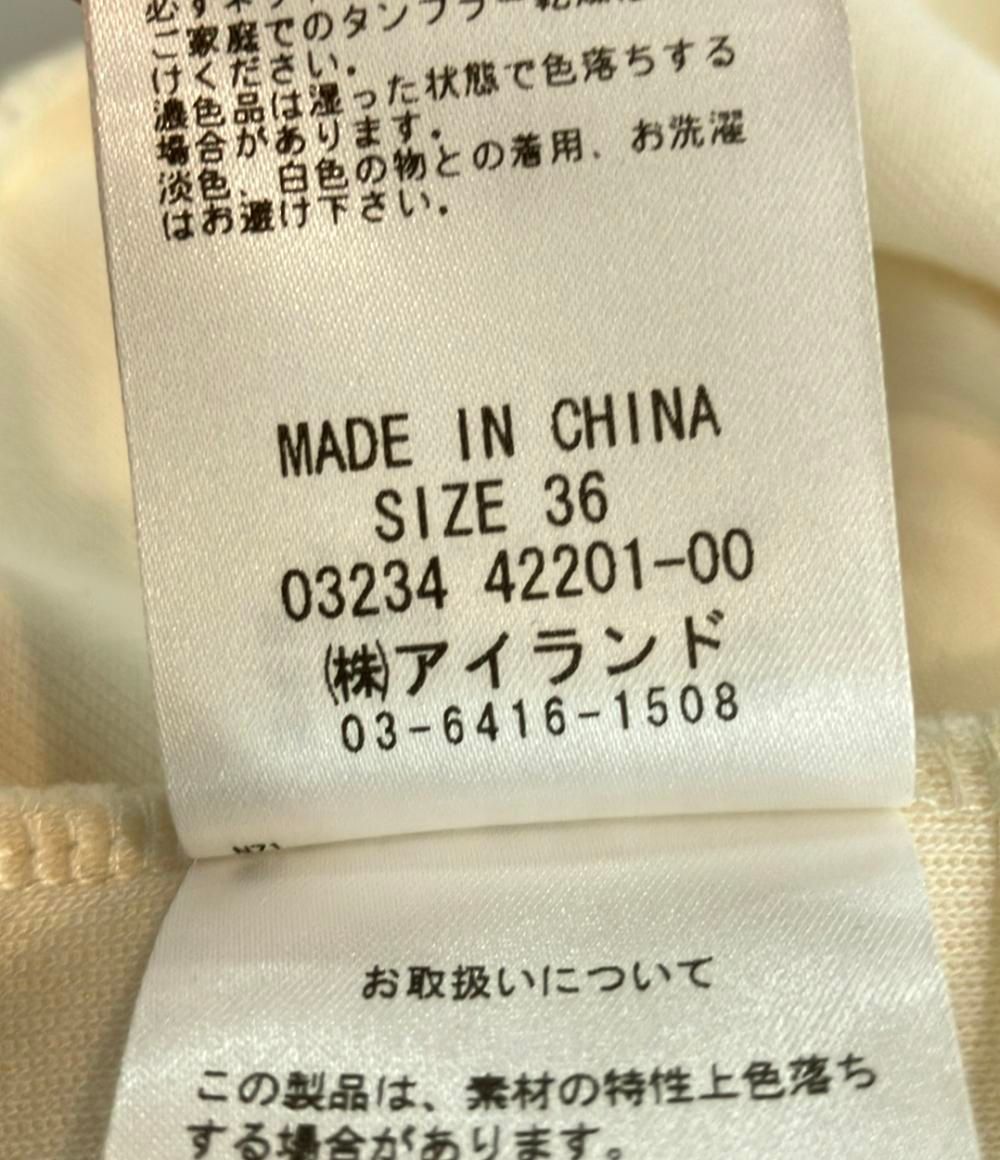 ご家庭でのタンブラー乾燥
けください。
濃色品は湿った状態で色落ちする
場合があります。
淡色、白色の物との着用、お洗濯
はお避け下さい。
MADE IN CHINA
SIZE 36
03234 42201-00
㈱アイランド
03-6416-1508
お取扱いについて
この製品は、素材の特性上色落ち
する場合があります。